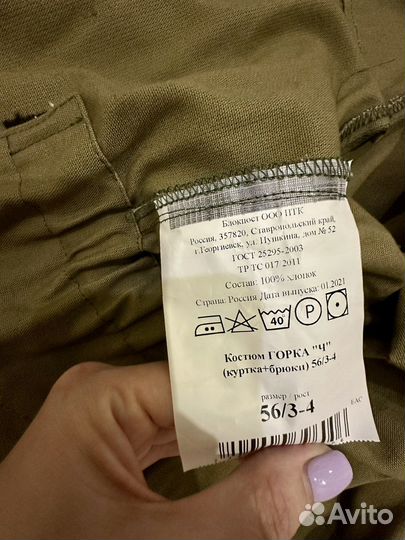 Блокпост ООО ПТК
Россия, 357820, Ставропольский край,
г.Георгиевск, ул. Пушкина, дом № 52
ГОСТ 25295-2003
ТР ТС 017 2011
Состав: 100% хлопок
Страна: Россия Дата выпуска: 01.2021
40 P
Костюм ГОРКА "Ч"
(куртка+брюки) 56/3-4
размер / рост
56/3-4
EAC
Avito